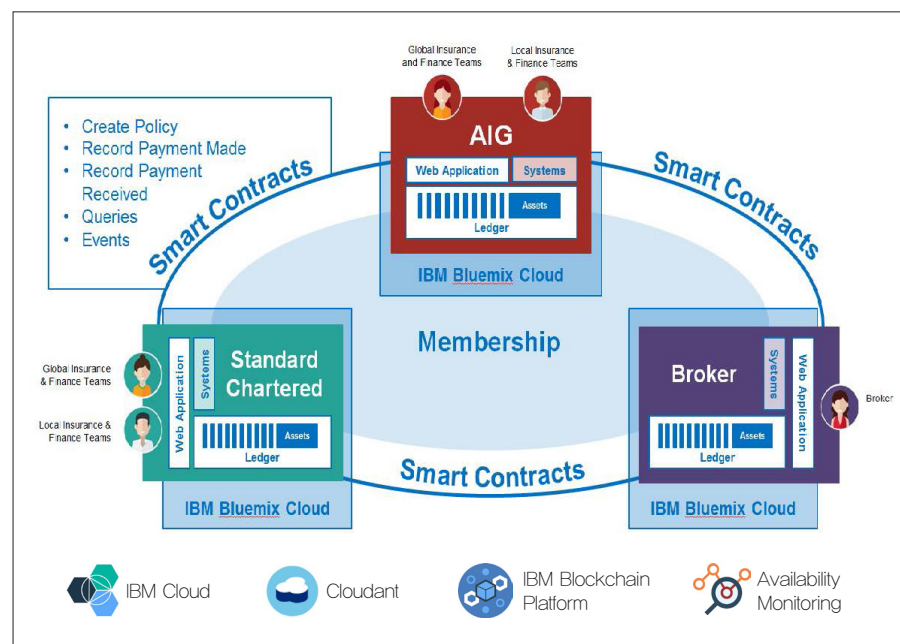 Global Insurance
and Finance Teams
Local Insurance
& Finance Teams
• Create Policy
• Record Payment Made
• Record Payment
Received
• Queries
• Events
Smart Contracts
Smart Contracts
AIG
Web Application
Systems
Assets
Ledger
IBM Bluemix Cloud
Membership
Global Insurance
& Finance Teams
Local Insurance &
Finance Teams
Web Application
Systems
Standard
Chartered
Assets
Ledger
IBM Bluemix Cloud
Broker
Systems
Web Application
Assets
Ledger
Broker
IBM Bluemix Cloud
Smart Contracts
IBM Cloud
Cloudant
IBM Blockchain
Platform
Availability
Monitoring